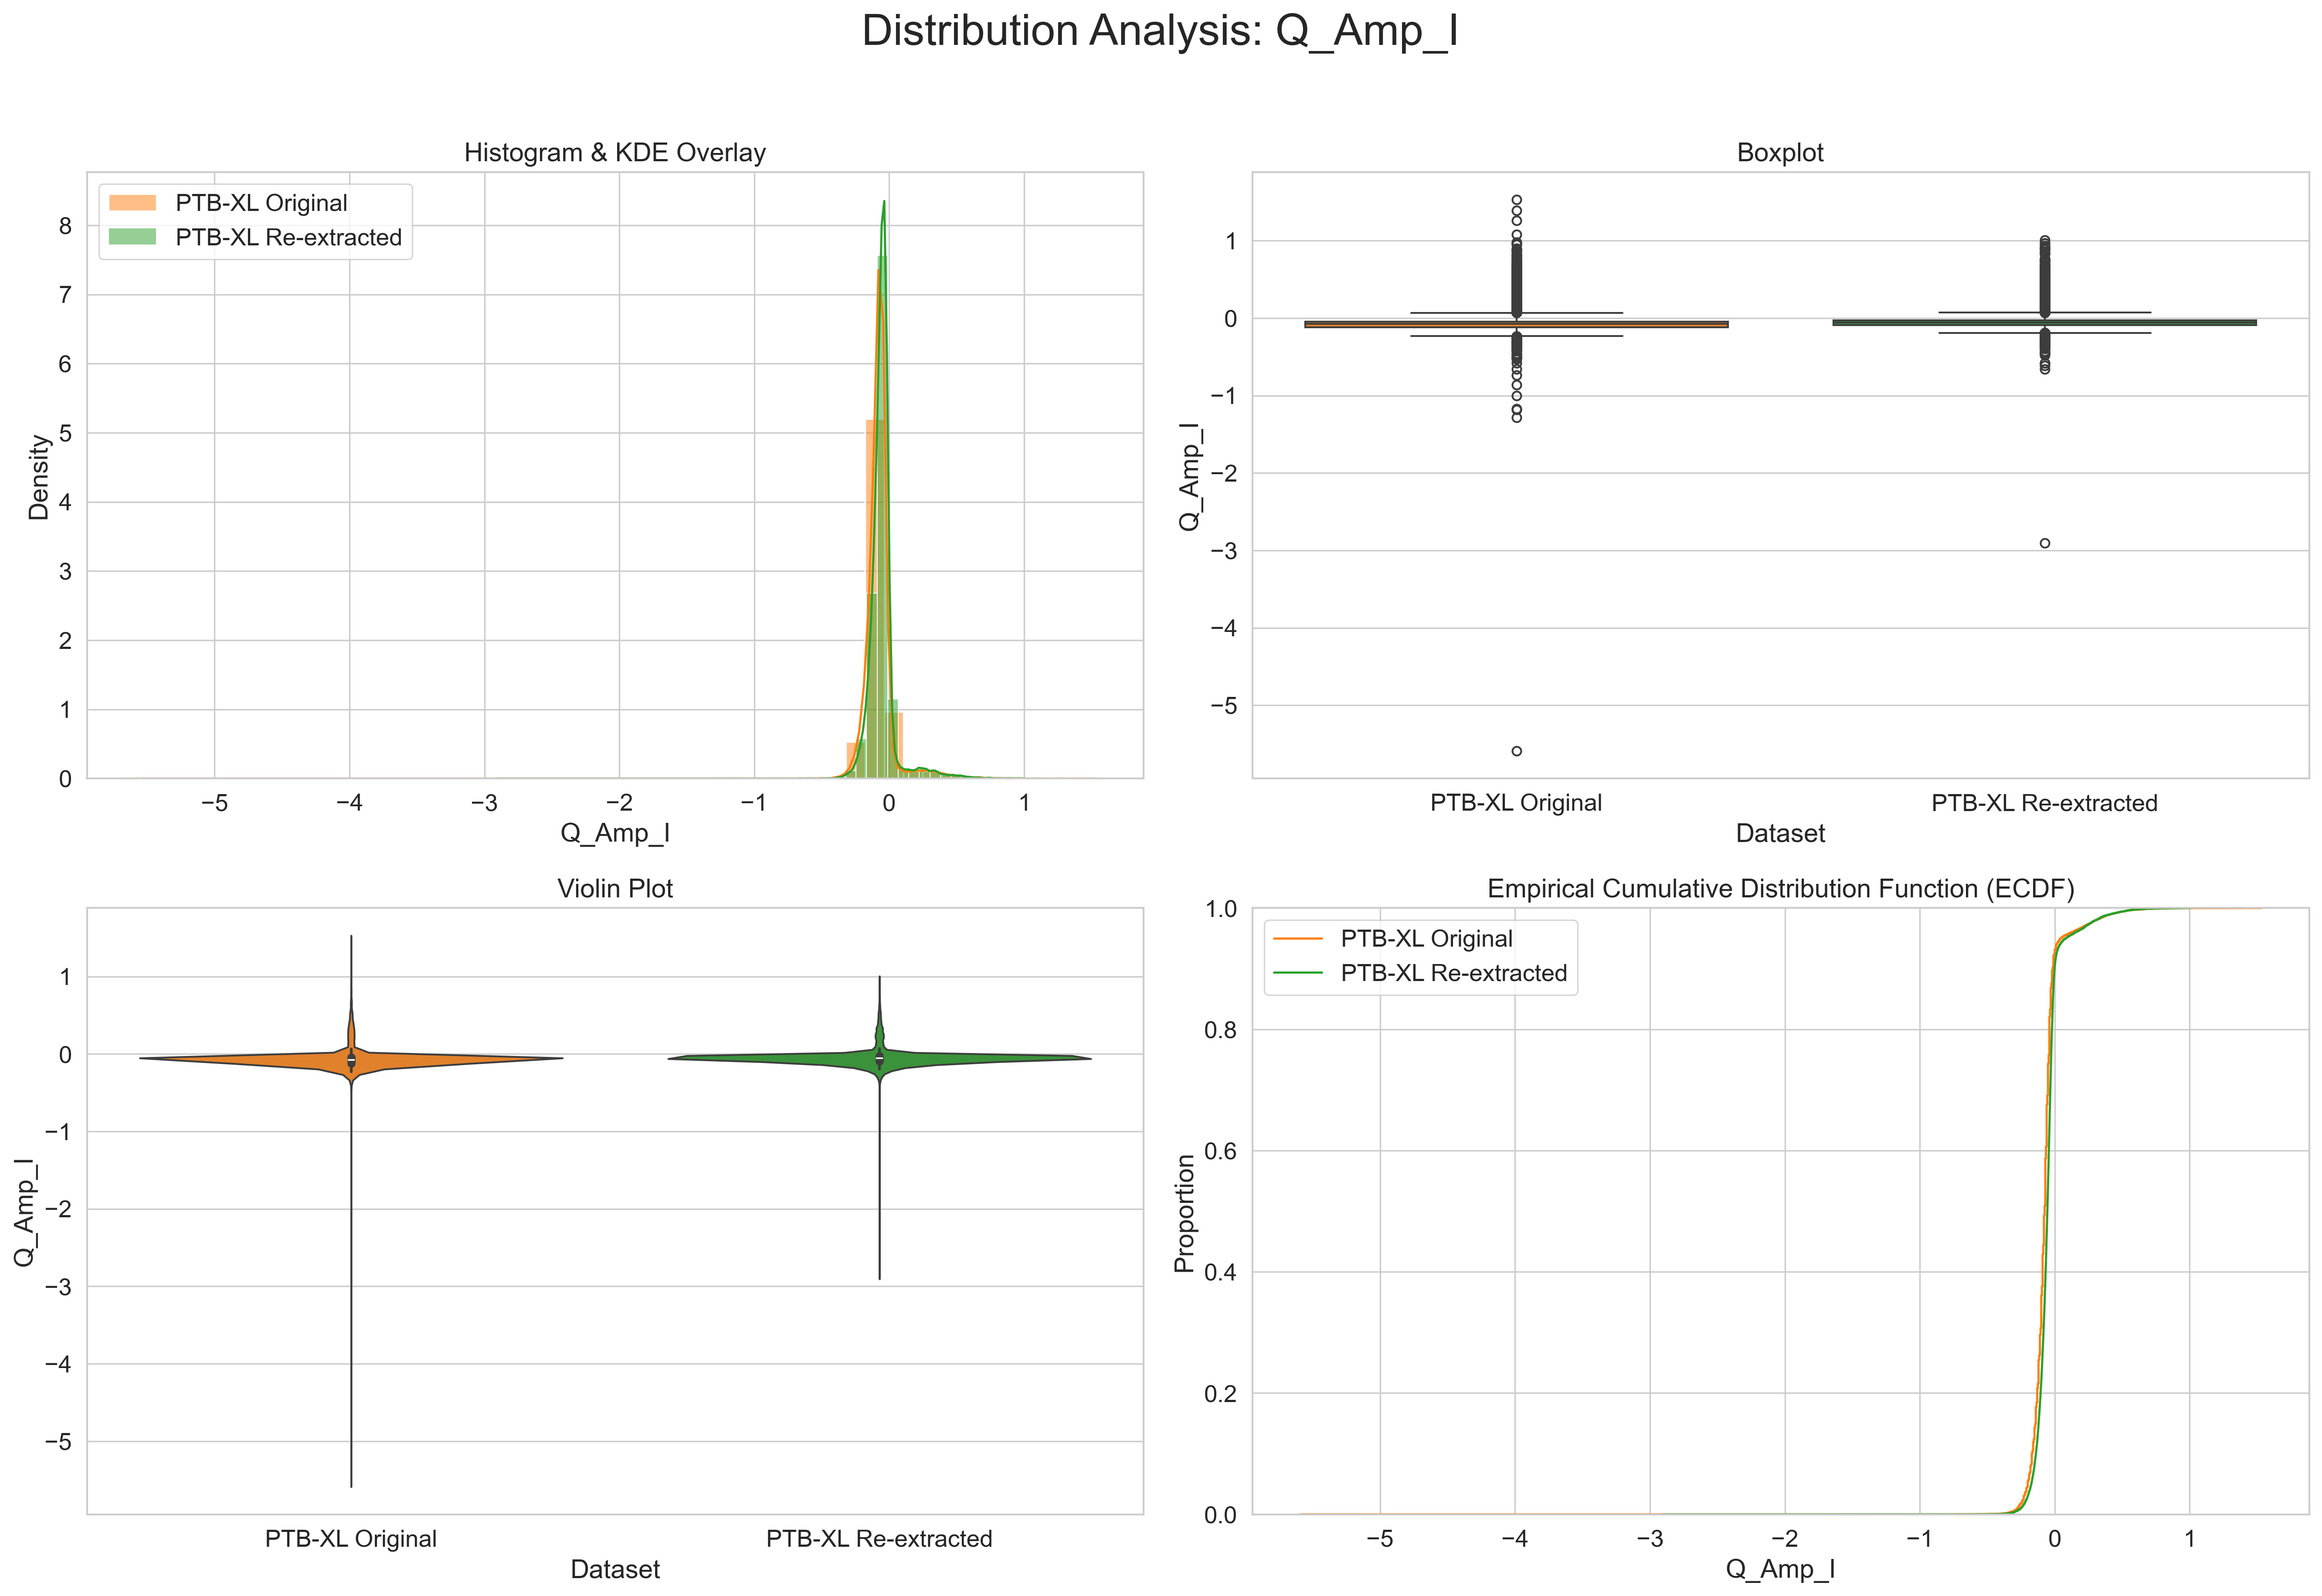 Distribution Analysis: Q_Amp_I
Histogram & KDE Overlay
PTB-XL Original
PTB-XL Re-extracted
Density
8
7
6
5
4
3
2
1
0
−5
−4
−3
−2
−1
0
1
Q_Amp_I
Boxplot
Q_Amp_I
1
0
−1
−2
−3
−4
−5
PTB-XL Original
PTB-XL Re-extracted
Dataset
Violin Plot
Q_Amp_I
1
0
−1
−2
−3
−4
−5
PTB-XL Original
PTB-XL Re-extracted
Dataset
Empirical Cumulative Distribution Function (ECDF)
PTB-XL Original
PTB-XL Re-extracted
Proportion
1.0
0.8
0.6
0.4
0.2
0.0
−5
−4
−3
−2
−1
0
1
Q_Amp_I